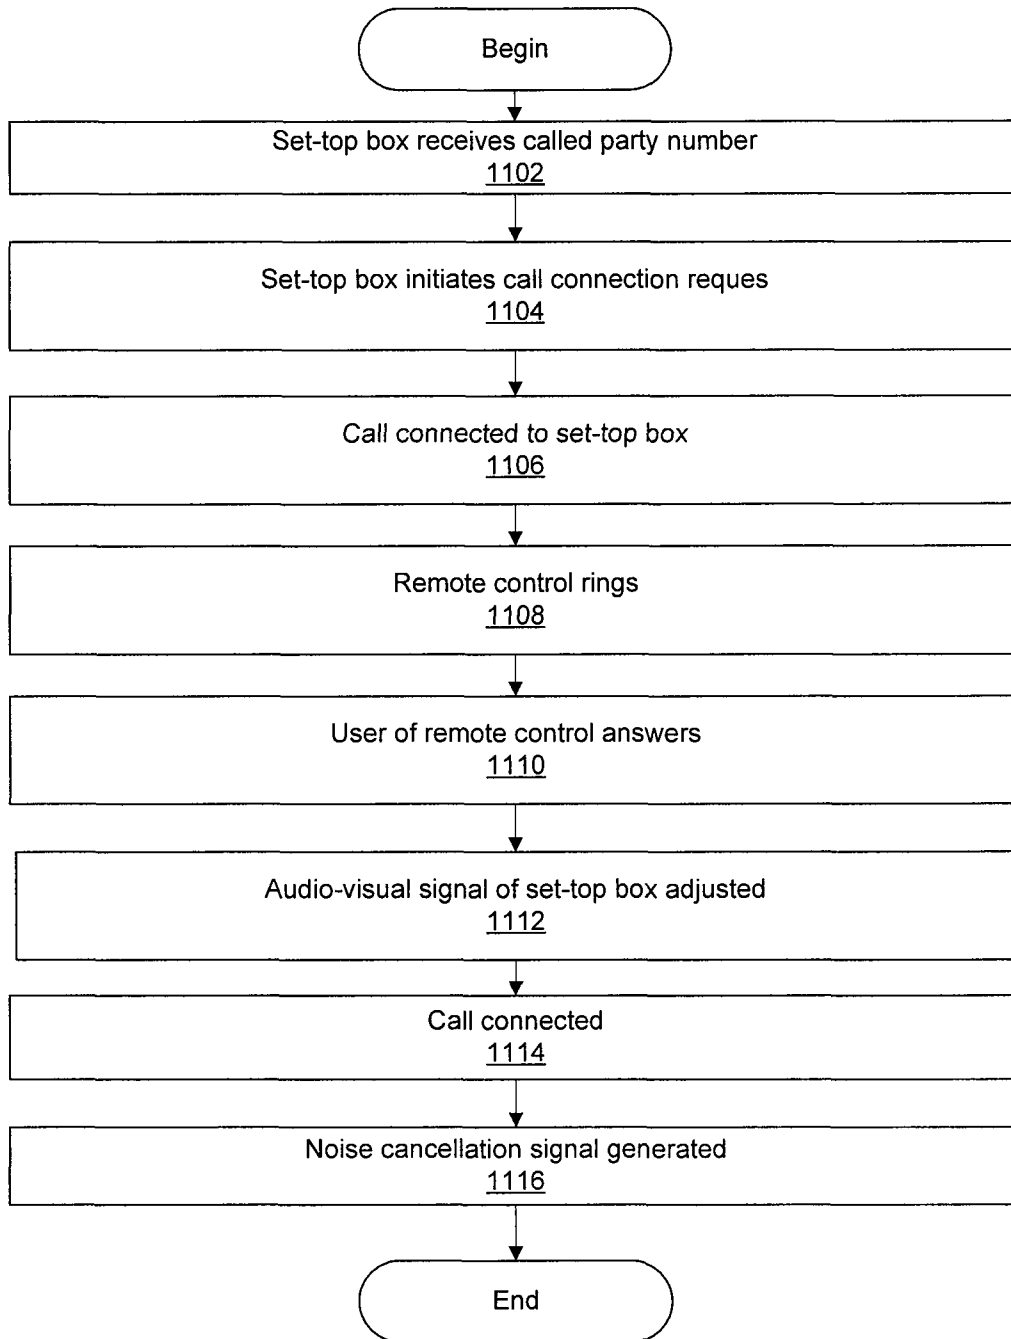 Begin
Set-top box receives called party number
1102
Set-top box initiates call connection reques
1104
Call connected to set-top box
1106
Remote control rings
1108
User of remote control answers
1110
Audio-visual signal of set-top box adjusted
1112
Call connected
1114
Noise cancellation signal generated
1116
End